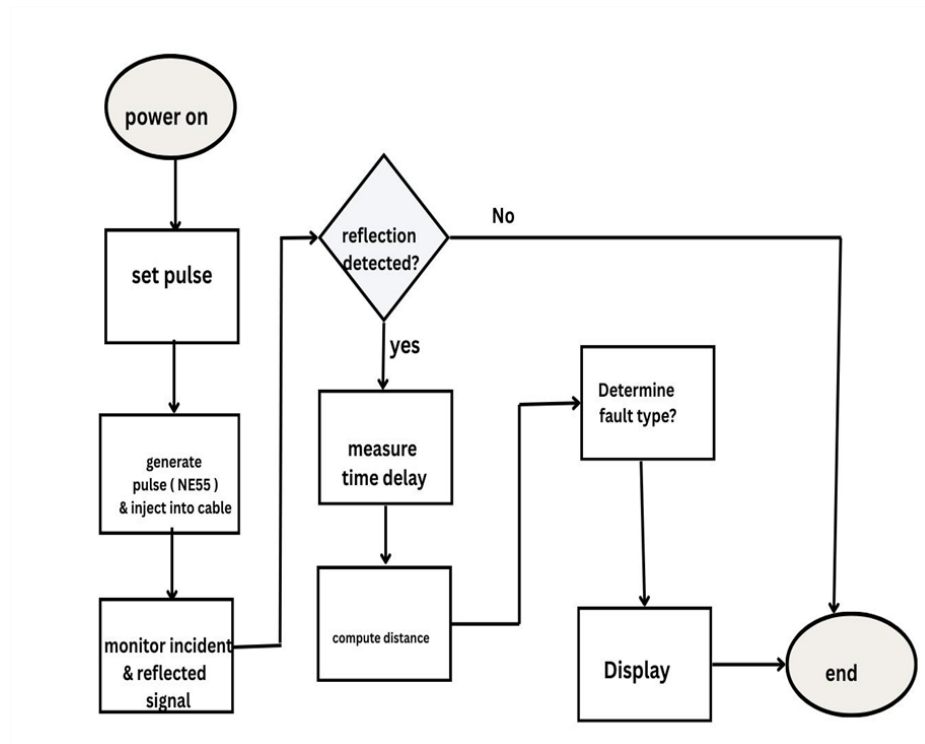 power on
set pulse
generate
pulse ( NE55 )
& inject into cable
monitor incident
& reflected
signal
reflection
detected?
No
yes
measure
time delay
compute distance
Determine
fault type?
Display
end